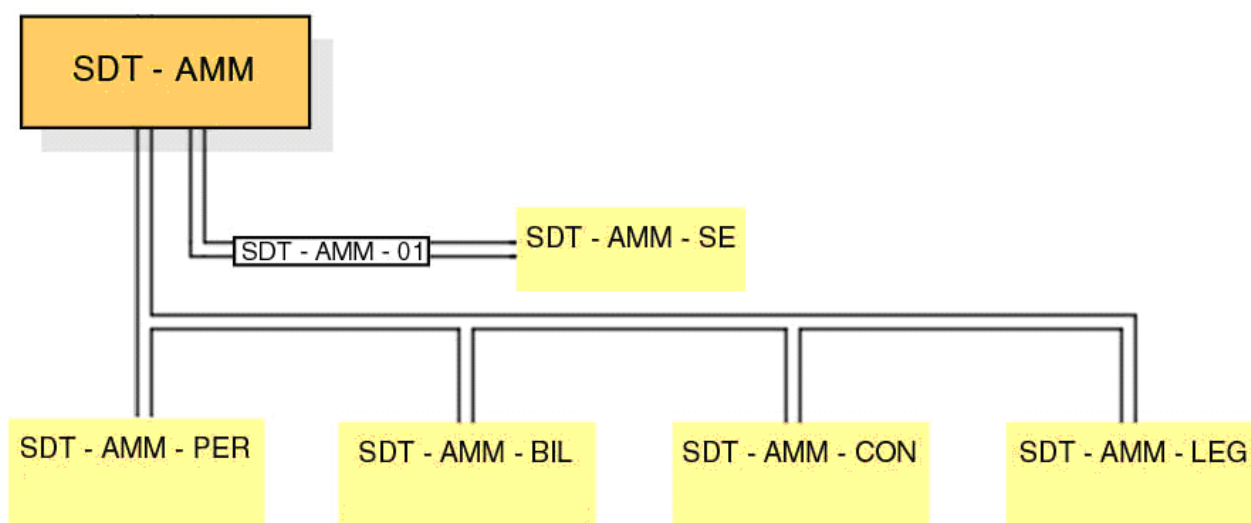 SDT - AMM
SDT - AMM - SE
SDT - AMM - 01
SDT - AMM - PER
SDT - AMM - BIL
SDT - AMM - CON
SDT - AMM - LEG